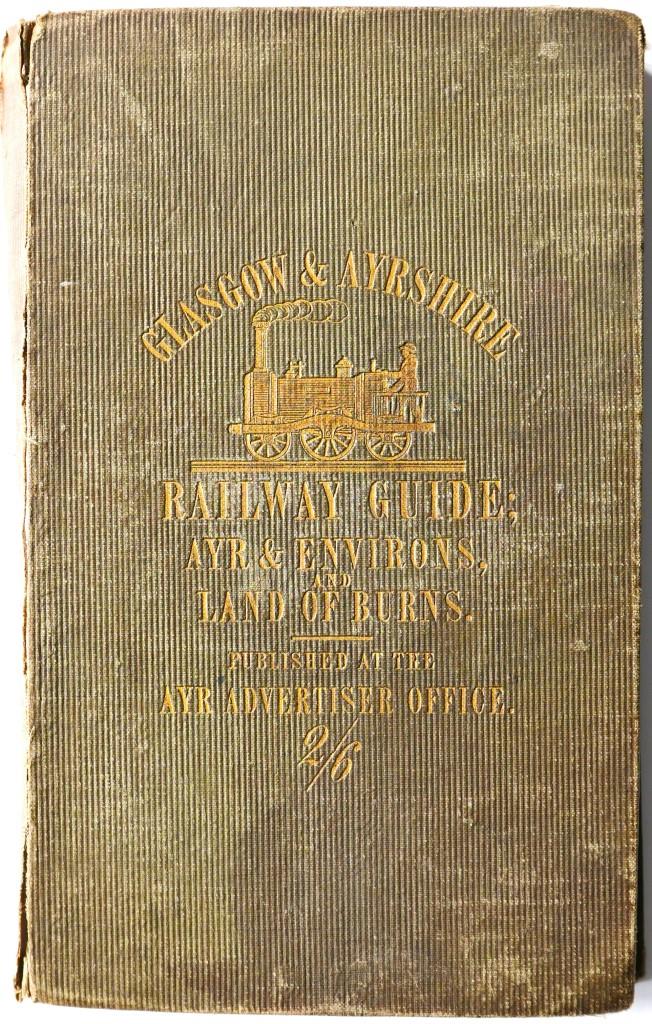 GLASGOW & AYRSHIRE
RAILWAY GUIDE;
AYR & ENVIRONS,
AND
LAND OF BURNS.
PUBLISHED AT THE
AYR ADVERTISER OFFICE.
2/6